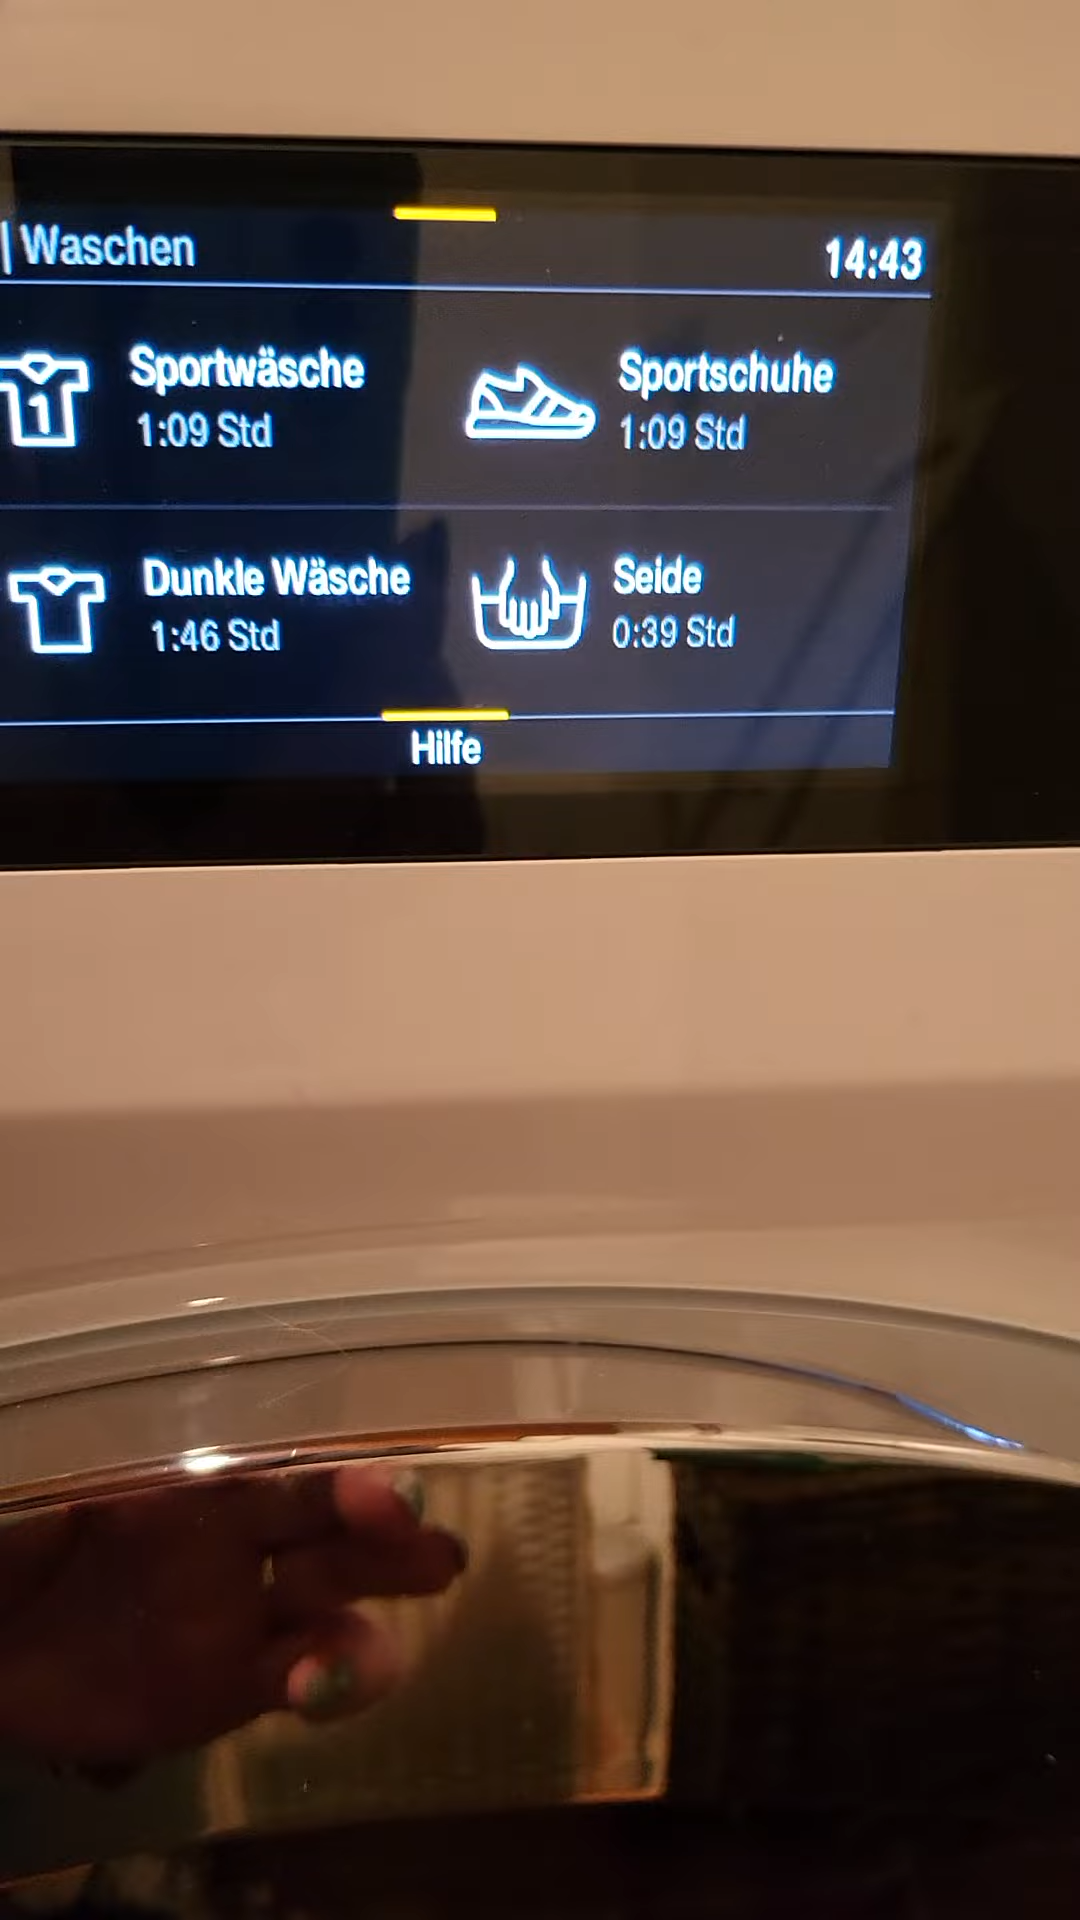 | Waschen
14:43
1
Sportwäsche
1:09 Std
Sportschuhe
1:09 Std
Dunkle Wäsche
1:46 Std
Seide
0:39 Std
Hilfe